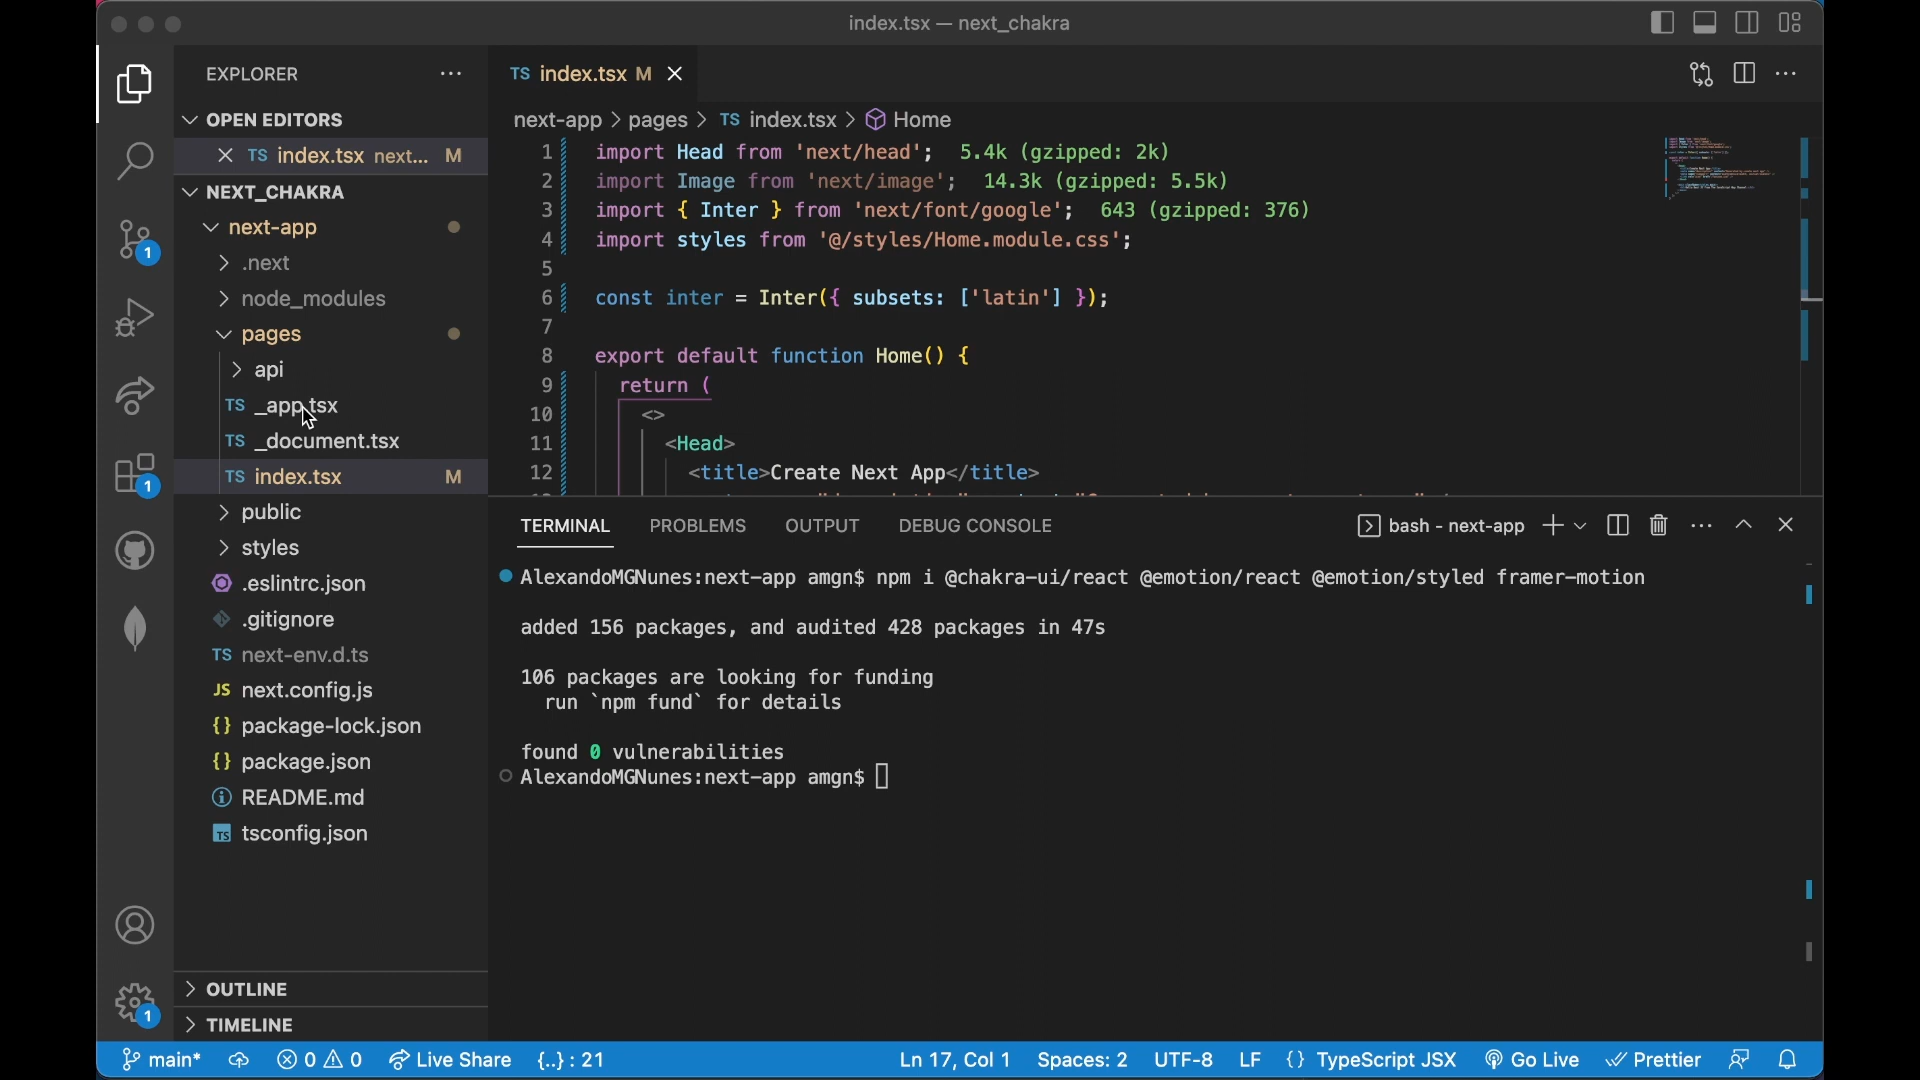 index.tsx — next_chakra
EXPLORER
OPEN EDITORS
TS index.tsx next... M
NEXT_CHAKRA
next-app
.next
node_modules
pages
api
TS _app.tsx
TS _document.tsx
TS index.tsx M
public
styles
.eslintrc.json
.gitignore
TS next-env.d.ts
JS next.config.js
{} package-lock.json
{} package.json
README.md
TS tsconfig.json
OUTLINE
TIMELINE
1
1
1
TS index.tsx M
next-app > pages > TS index.tsx > Home
1 import Head from 'next/head'; 5.4k (gzipped: 2k)
2 import Image from 'next/image'; 14.3k (gzipped: 5.5k)
3 import { Inter } from 'next/font/google'; 643 (gzipped: 376)
4 import styles from '@/styles/Home.module.css';
5
6 const inter = Inter({ subsets: ['latin'] });
7
8 export default function Home() {
9 return (
10 <>
11 <Head>
12 <title>Create Next App</title>
TERMINAL PROBLEMS OUTPUT DEBUG CONSOLE bash - next-app
AlexandoMGNunes:next-app amgn$ npm i @chakra-ui/react @emotion/react @emotion/styled framer-motion
added 156 packages, and audited 428 packages in 47s
106 packages are looking for funding
run `npm fund` for details
found 0 vulnerabilities
AlexandoMGNunes:next-app amgn$
main* 0 0 Live Share {..} : 21 Ln 17, Col 1 Spaces: 2 UTF-8 LF {} TypeScript JSX Go Live Prettier